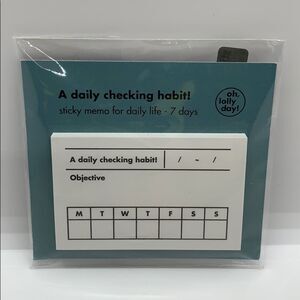 A daily checking habit!
sticky memo for daily life - 7 days
oh,
lolly
day!
A daily checking habit! / ~ /
Objective
M T W T F S S